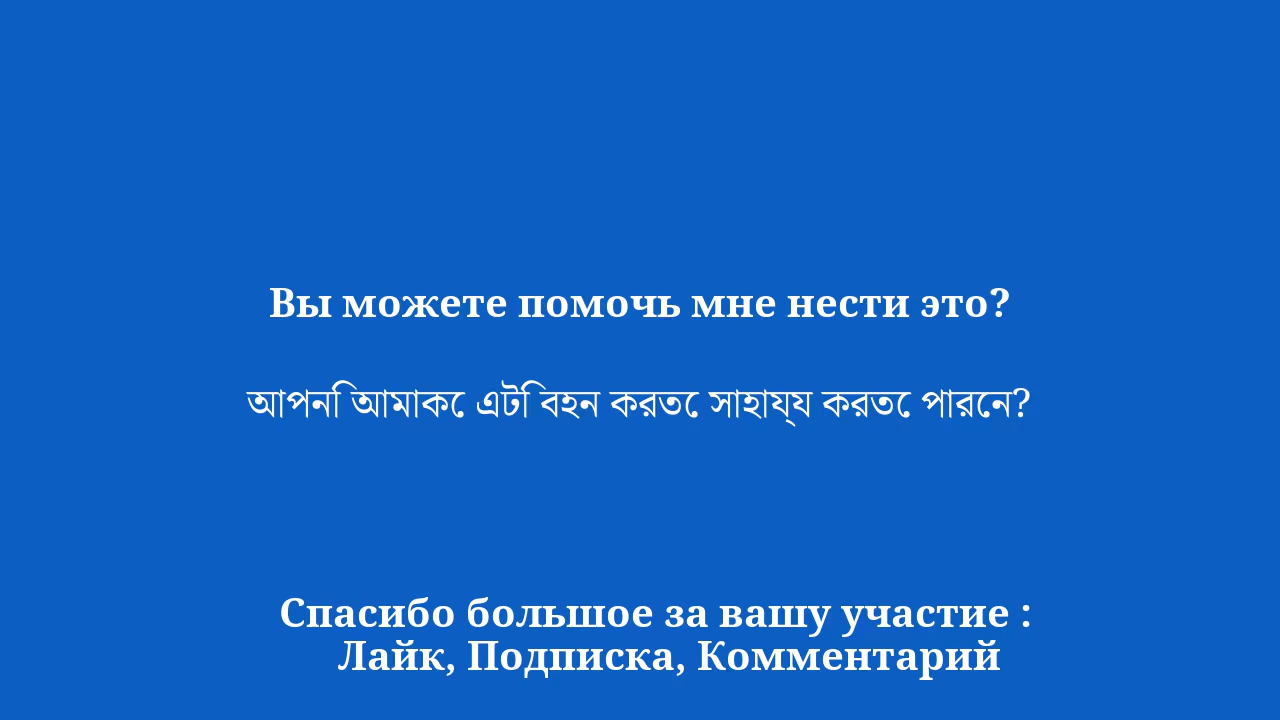 Вы можете помочь мне нести это?
আপনি আমাকে এটি বহন করতে সাহায্য করতে পারেন?
Спасибо большое за вашу участие :
Лайк, Подписка, Комментарий